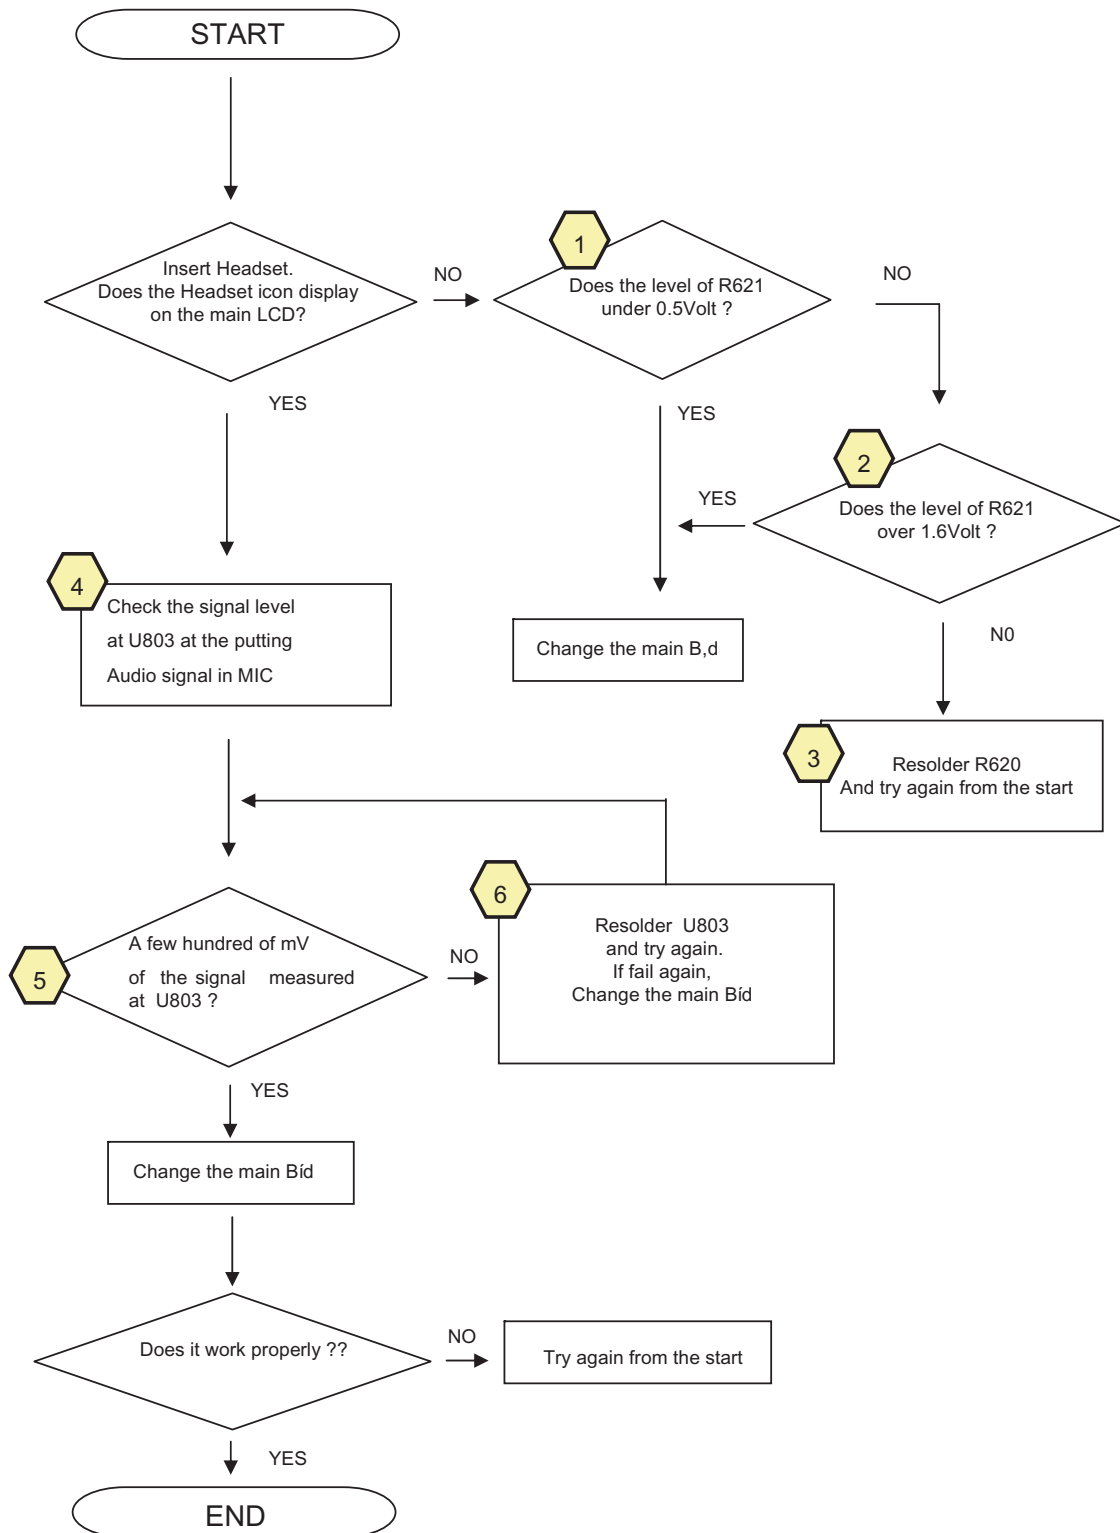 START
Insert Headset.
Does the Headset icon display
on the main LCD?
NO
1
Does the level of R621
under 0.5Volt ?
NO
YES
YES
2
Does the level of R621
over 1.6Volt ?
YES
4
Check the signal level
at U803 at the putting
Audio signal in MIC
Change the main B,d
N0
3
Resolder R620
And try again from the start
5
A few hundred of mV
of the signal measured
at U803 ?
NO
6
Resolder U803
and try again.
If fail again,
Change the main Bíd
YES
Change the main Bíd
Does it work properly ??
NO
Try again from the start
YES
END